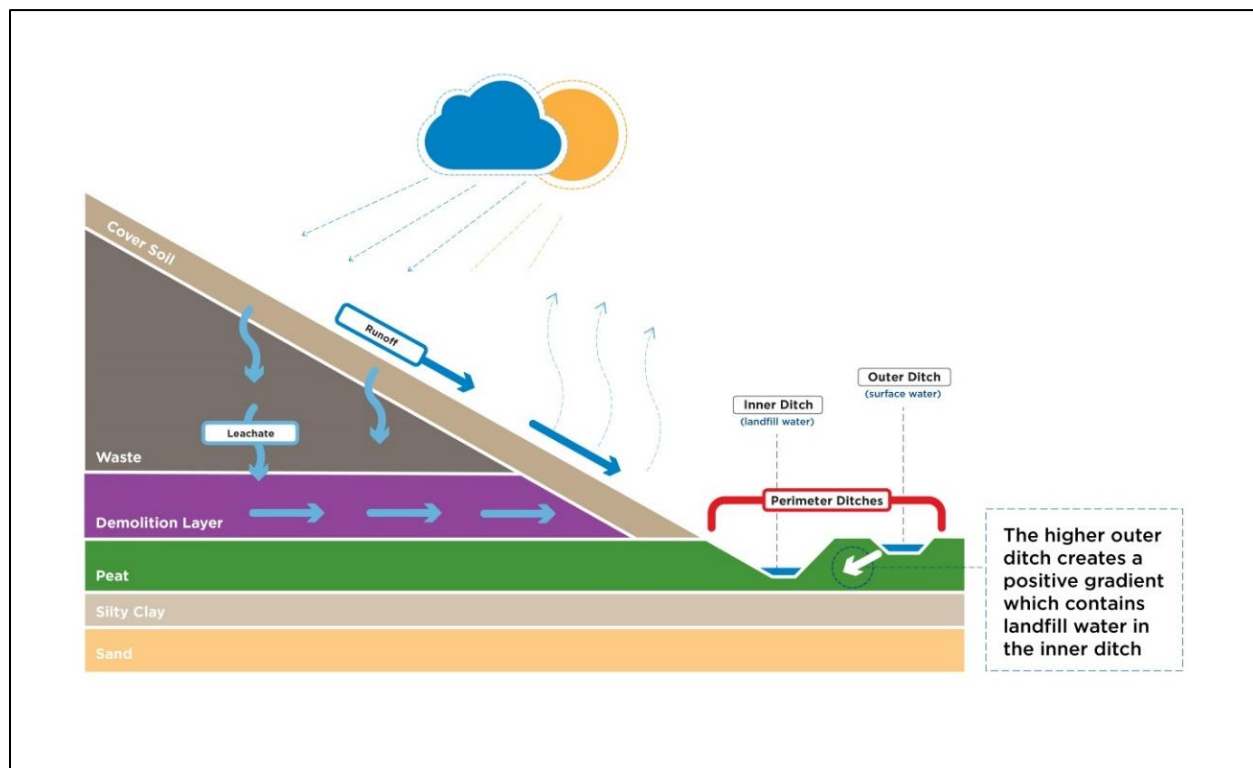 Cover Soil
Runoff
Outer Ditch
(surface water)
Inner Ditch
(landfill water)
Leachate
Waste
Perimeter Ditches
Demolition Layer
The higher outer
ditch creates a
positive gradient
which contains
landfill water in
the inner ditch
Peat
Silty Clay
Sand